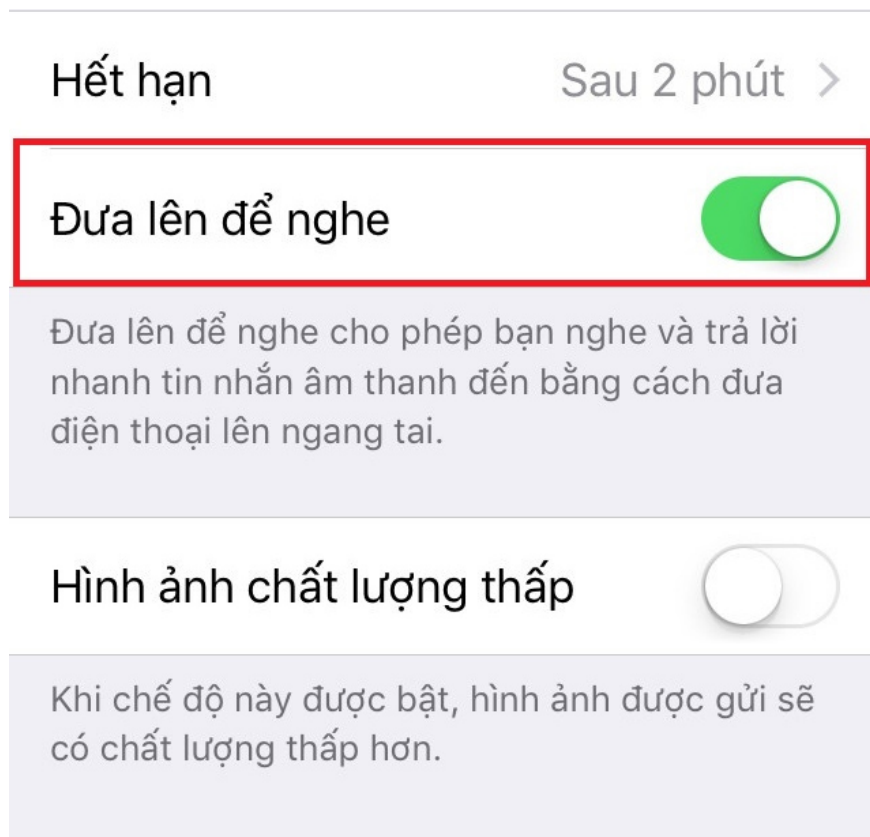 Hết hạn Sau 2 phút
Đưa lên để nghe
Đưa lên để nghe cho phép bạn nghe và trả lời
nhanh tin nhắn âm thanh đến bằng cách đưa
điện thoại lên ngang tai.
Hình ảnh chất lượng thấp
Khi chế độ này được bật, hình ảnh được gửi sẽ
có chất lượng thấp hơn.